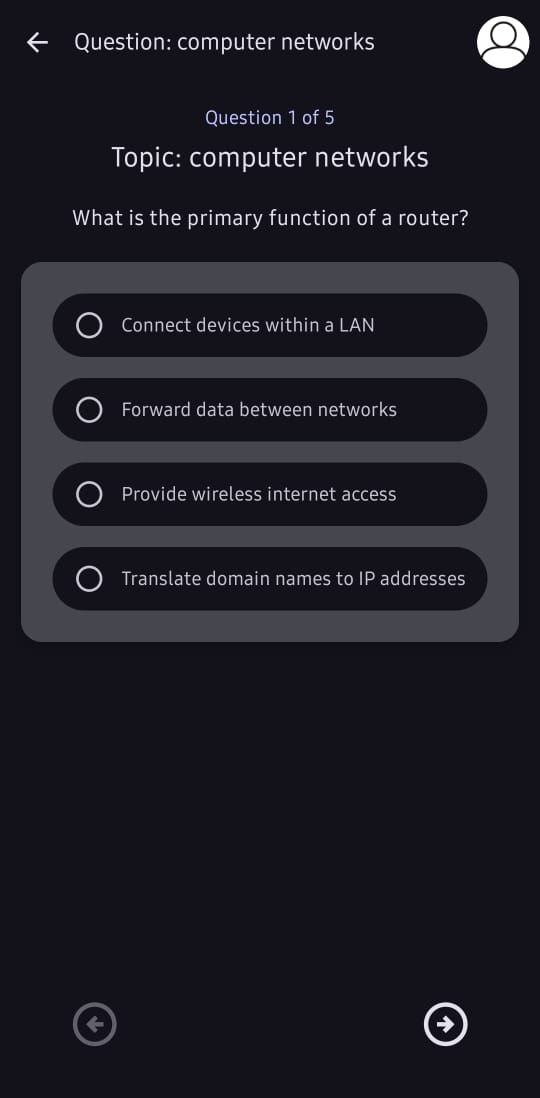 Question: computer networks
Question 1 of 5
Topic: computer networks
What is the primary function of a router?
Connect devices within a LAN
Forward data between networks
Provide wireless internet access
Translate domain names to IP addresses